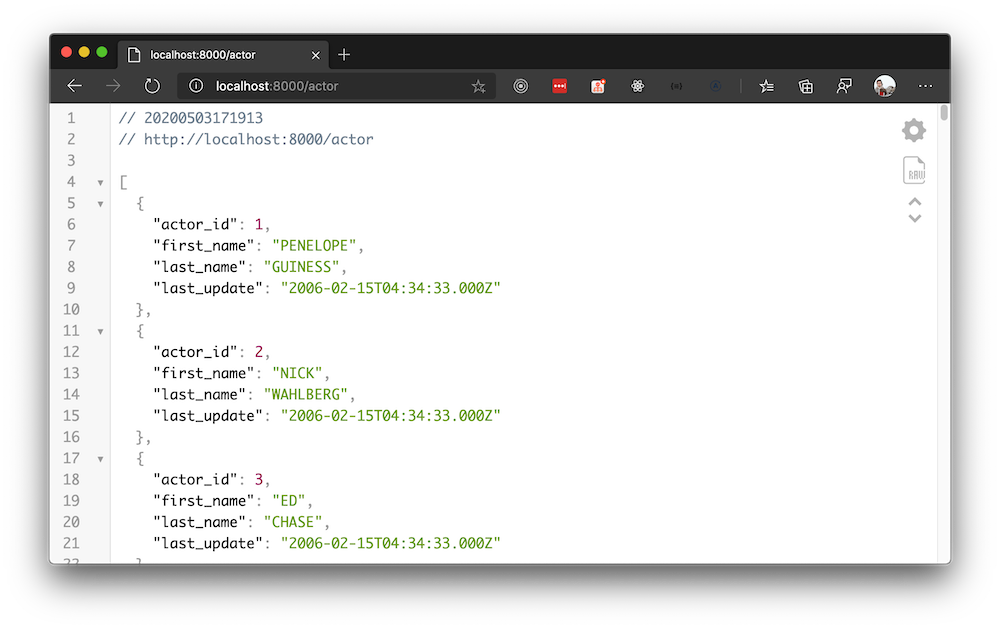 localhost:8000/actor
localhost:8000/actor
1 // 20200503171913
2 // http://localhost:8000/actor
3
4 [
5 {
6 "actor_id": 1,
7 "first_name": "PENELOPE",
8 "last_name": "GUINESS",
9 "last_update": "2006-02-15T04:34:33.000Z"
10 },
11 {
12 "actor_id": 2,
13 "first_name": "NICK",
14 "last_name": "WAHLBERG",
15 "last_update": "2006-02-15T04:34:33.000Z"
16 },
17 {
18 "actor_id": 3,
19 "first_name": "ED",
20 "last_name": "CHASE",
21 "last_update": "2006-02-15T04:34:33.000Z"
RAW